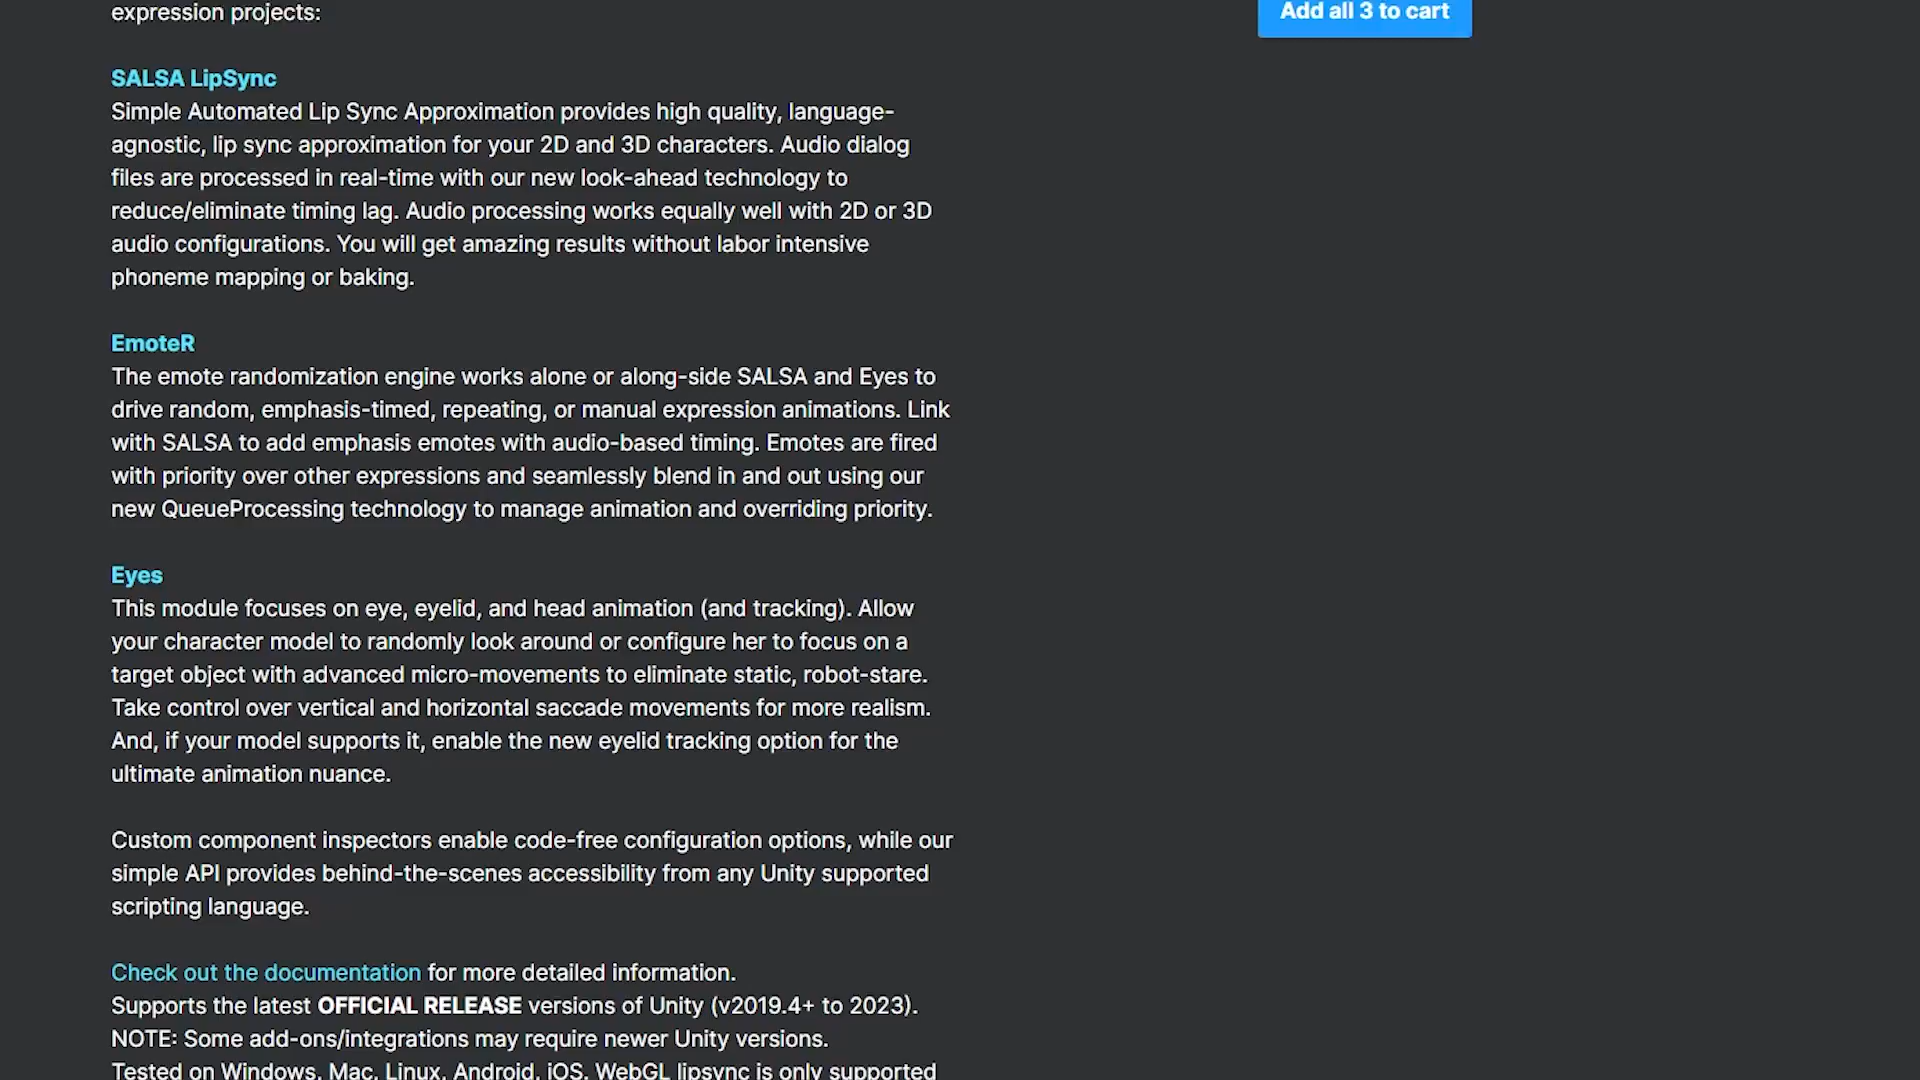 expression projects:
Add all 3 to cart
SALSA LipSync
Simple Automated Lip Sync Approximation provides high quality, language-
agnostic, lip sync approximation for your 2D and 3D characters. Audio dialog
files are processed in real-time with our new look-ahead technology to
reduce/eliminate timing lag. Audio processing works equally well with 2D or 3D
audio configurations. You will get amazing results without labor intensive
phoneme mapping or baking.
EmoteR
The emote randomization engine works alone or along-side SALSA and Eyes to
drive random, emphasis-timed, repeating, or manual expression animations. Link
with SALSA to add emphasis emotes with audio-based timing. Emotes are fired
with priority over other expressions and seamlessly blend in and out using our
new QueueProcessing technology to manage animation and overriding priority.
Eyes
This module focuses on eye, eyelid, and head animation (and tracking). Allow
your character model to randomly look around or configure her to focus on a
target object with advanced micro-movements to eliminate static, robot-stare.
Take control over vertical and horizontal saccade movements for more realism.
And, if your model supports it, enable the new eyelid tracking option for the
ultimate animation nuance.
Custom component inspectors enable code-free configuration options, while our
simple API provides behind-the-scenes accessibility from any Unity supported
scripting language.
Check out the documentation for more detailed information.
Supports the latest OFFICIAL RELEASE versions of Unity (v2019.4+ to 2023).
NOTE: Some add-ons/integrations may require newer Unity versions.
Tested on Windows, Mac, Linux, Android, iOS. WebGL lipsync is only supported